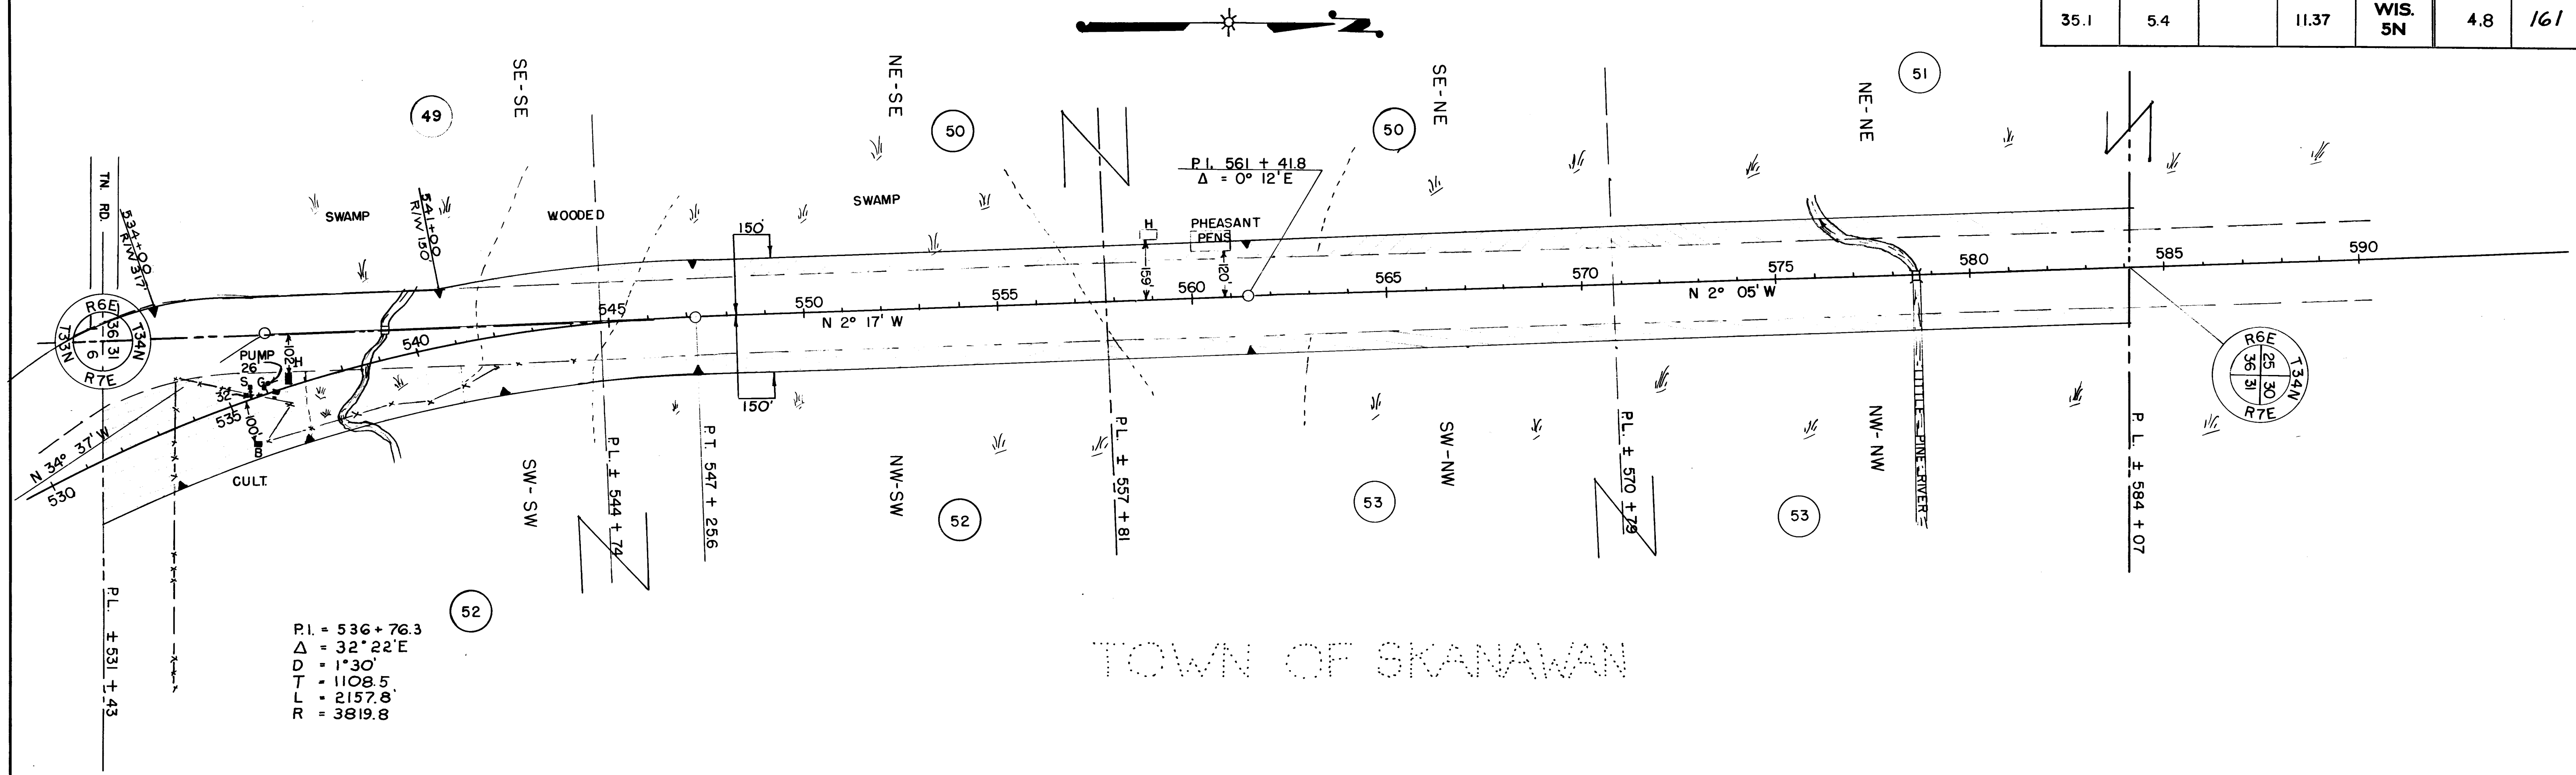 35.1 5.4 11.37 WIS. 5N 4.8 161
N
51
SE-SE
NE-SE
SE-NE
NE-NE
49
50
50
P.I. 561 + 41.8
Δ = 0° 12'E
TN. RD.
534+00
R/W 317'
541+00
R/W 150'
SWAMP
WOODED
SWAMP
150'
H
PHEASANT
PENS
159'
120'
545
550
555
560
565
570
575
580
585
590
N 2° 17' W
N 2° 05' W
R6E
36 31
1 6
T33N
T34N
R7E
PUMP
26'
S G
102'
H
32'
100'
B
530
535
540
N 34° 37' W
CULT.
R6E
25 30
36 31
T34N
R7E
P.L. ± 531 + 43
P.L. ± 544 + 74
P.T. 547 + 25.6
P.L. ± 557 + 81
P.L. ± 570 + 79
P.L. ± 584 + 07
LITTLE PINE RIVER
150'
SW-SW
NW-SW
SW-NW
NW-NW
52
52
53
53
P.I. = 536 + 76.3
Δ = 32° 22'E
D = 1° 30'
T = 1108.5
L = 2157.8'
R = 3819.8
TOWN OF SKANAWAN